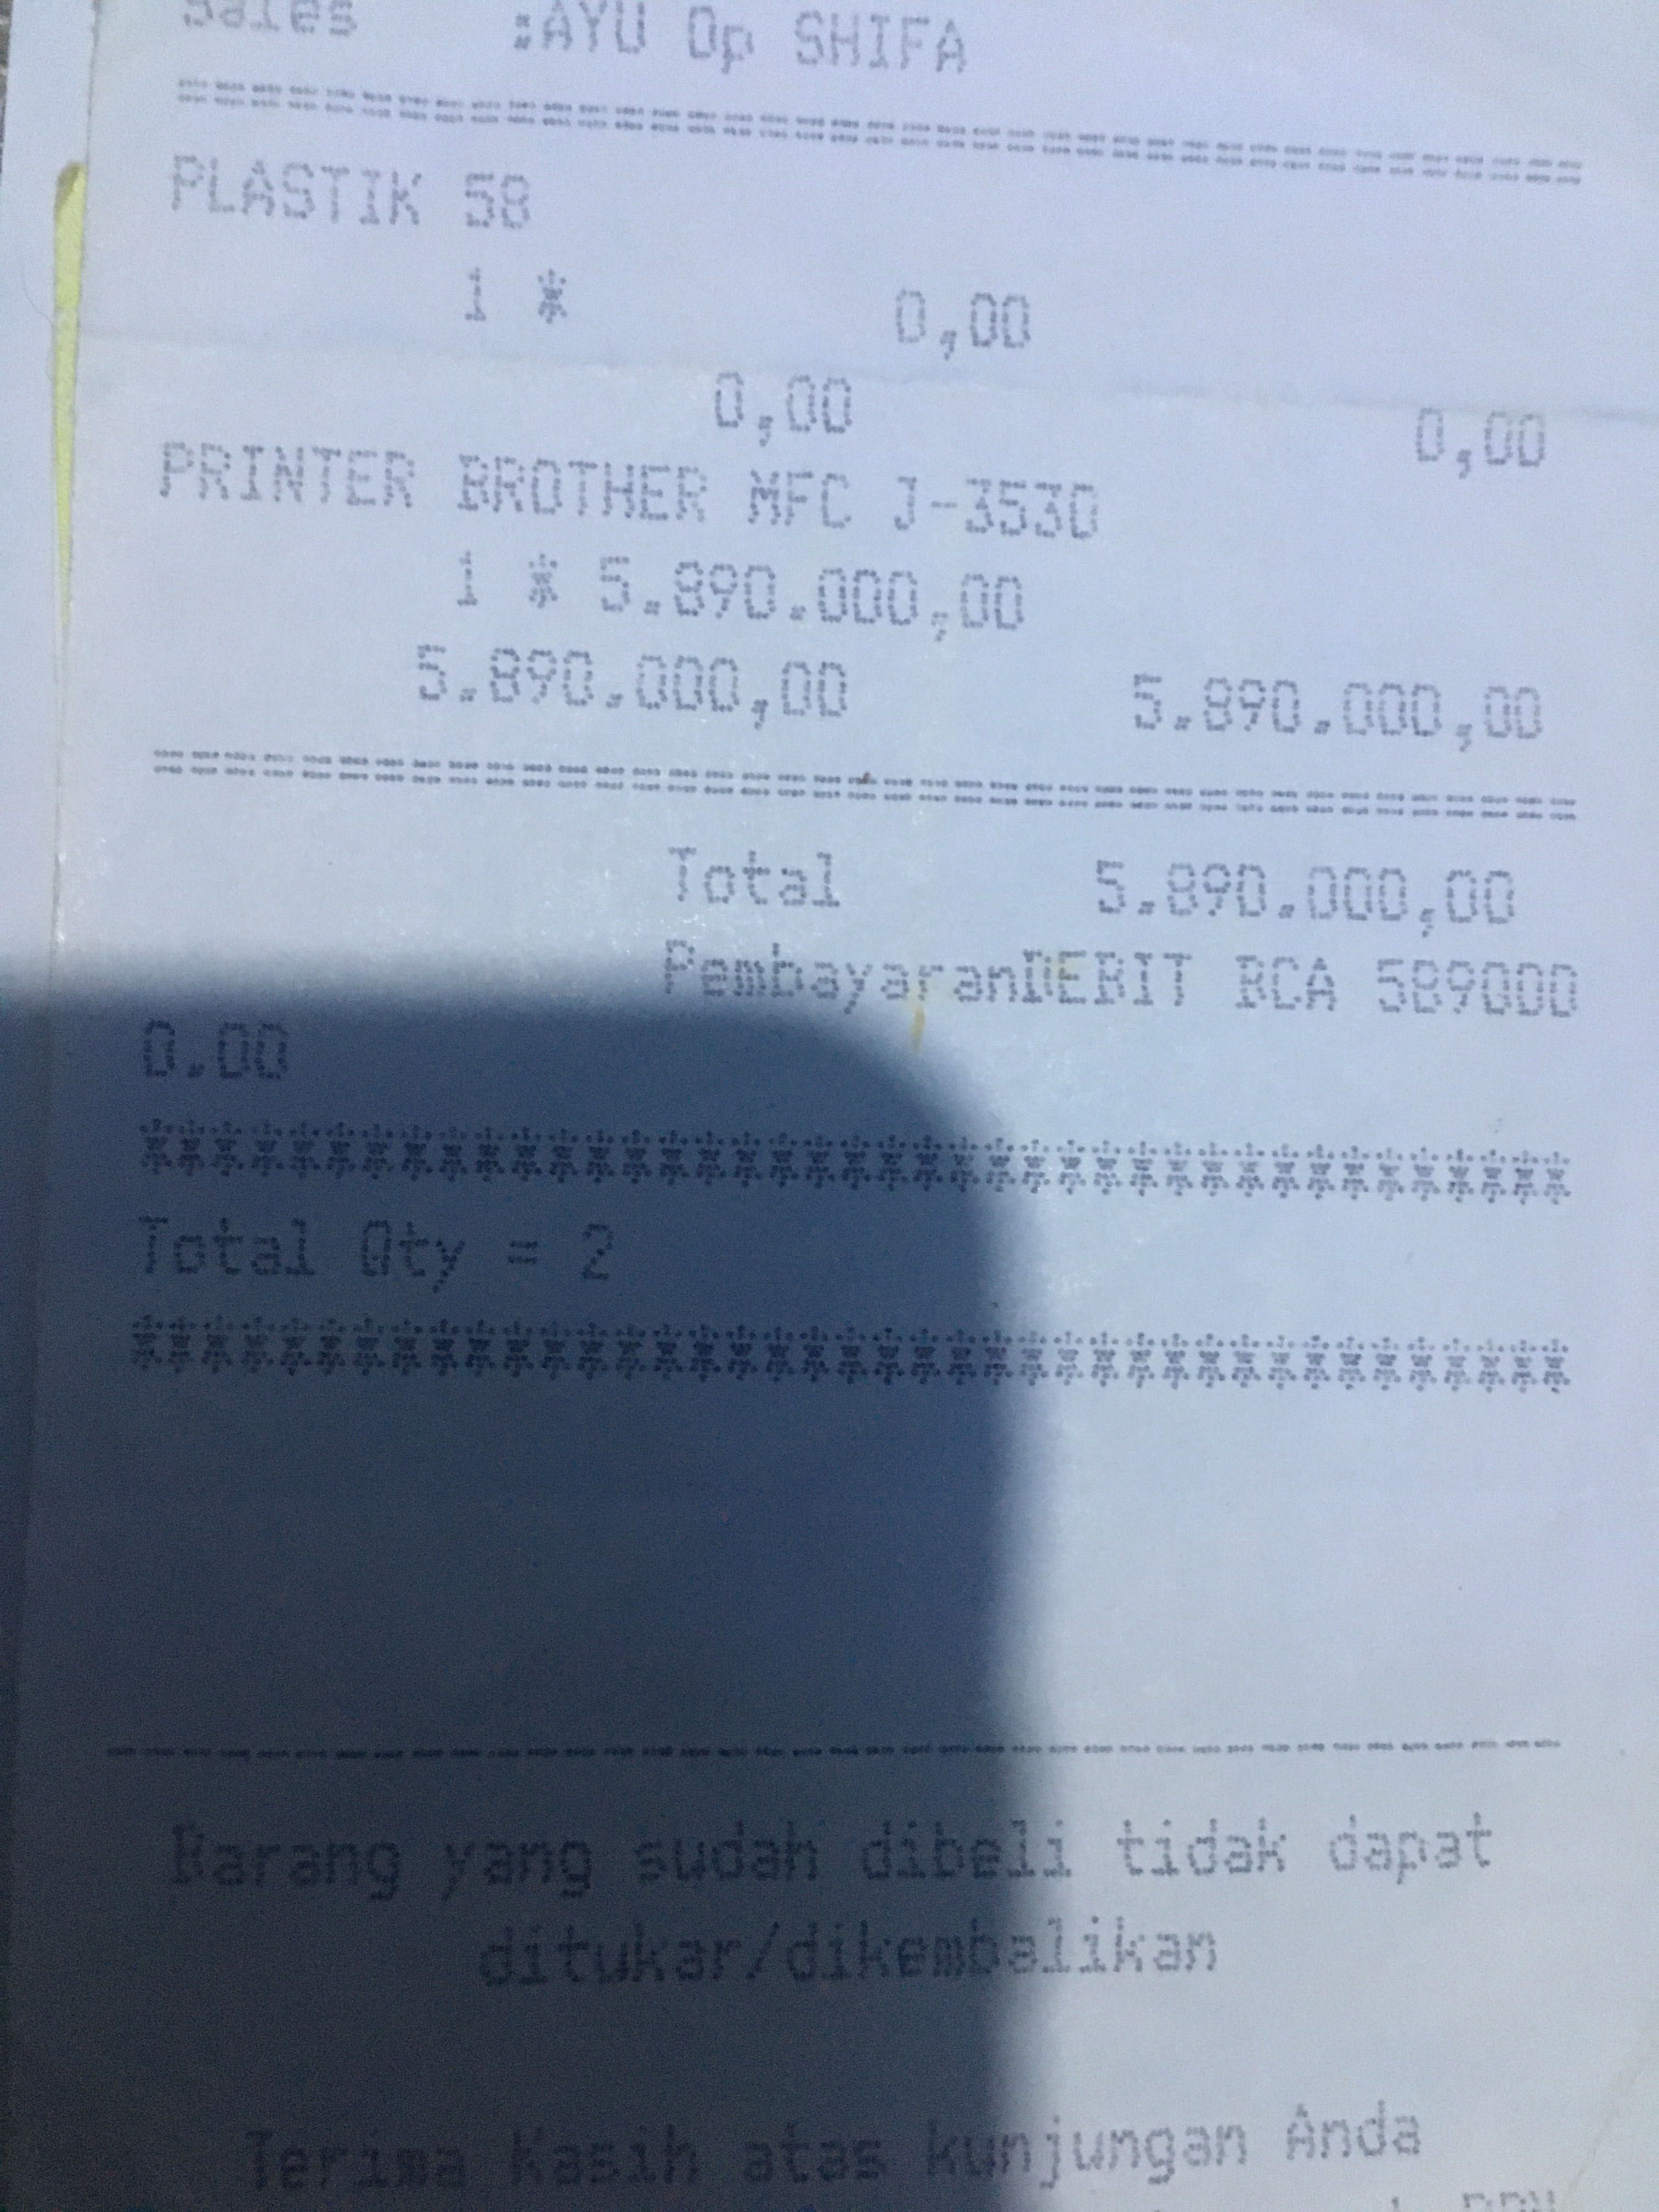 Sales :AYU Op SHIFA
========================================
PLASTIK 58
1 * 0,00
0,00 0,00
PRINTER BROTHER MFC J-3530
1 * 5.890.000,00
5.890.000,00 5.890.000,00
========================================
Total 5.890.000,00
PembayaranDEBIT BCA 589000
0.00
***************************************
Total Qty = 2
***************************************
----------------------------------------
Barang yang sudah dibeli tidak dapat
ditukar/dikembalikan
Terima Kasih atas kunjungan Anda